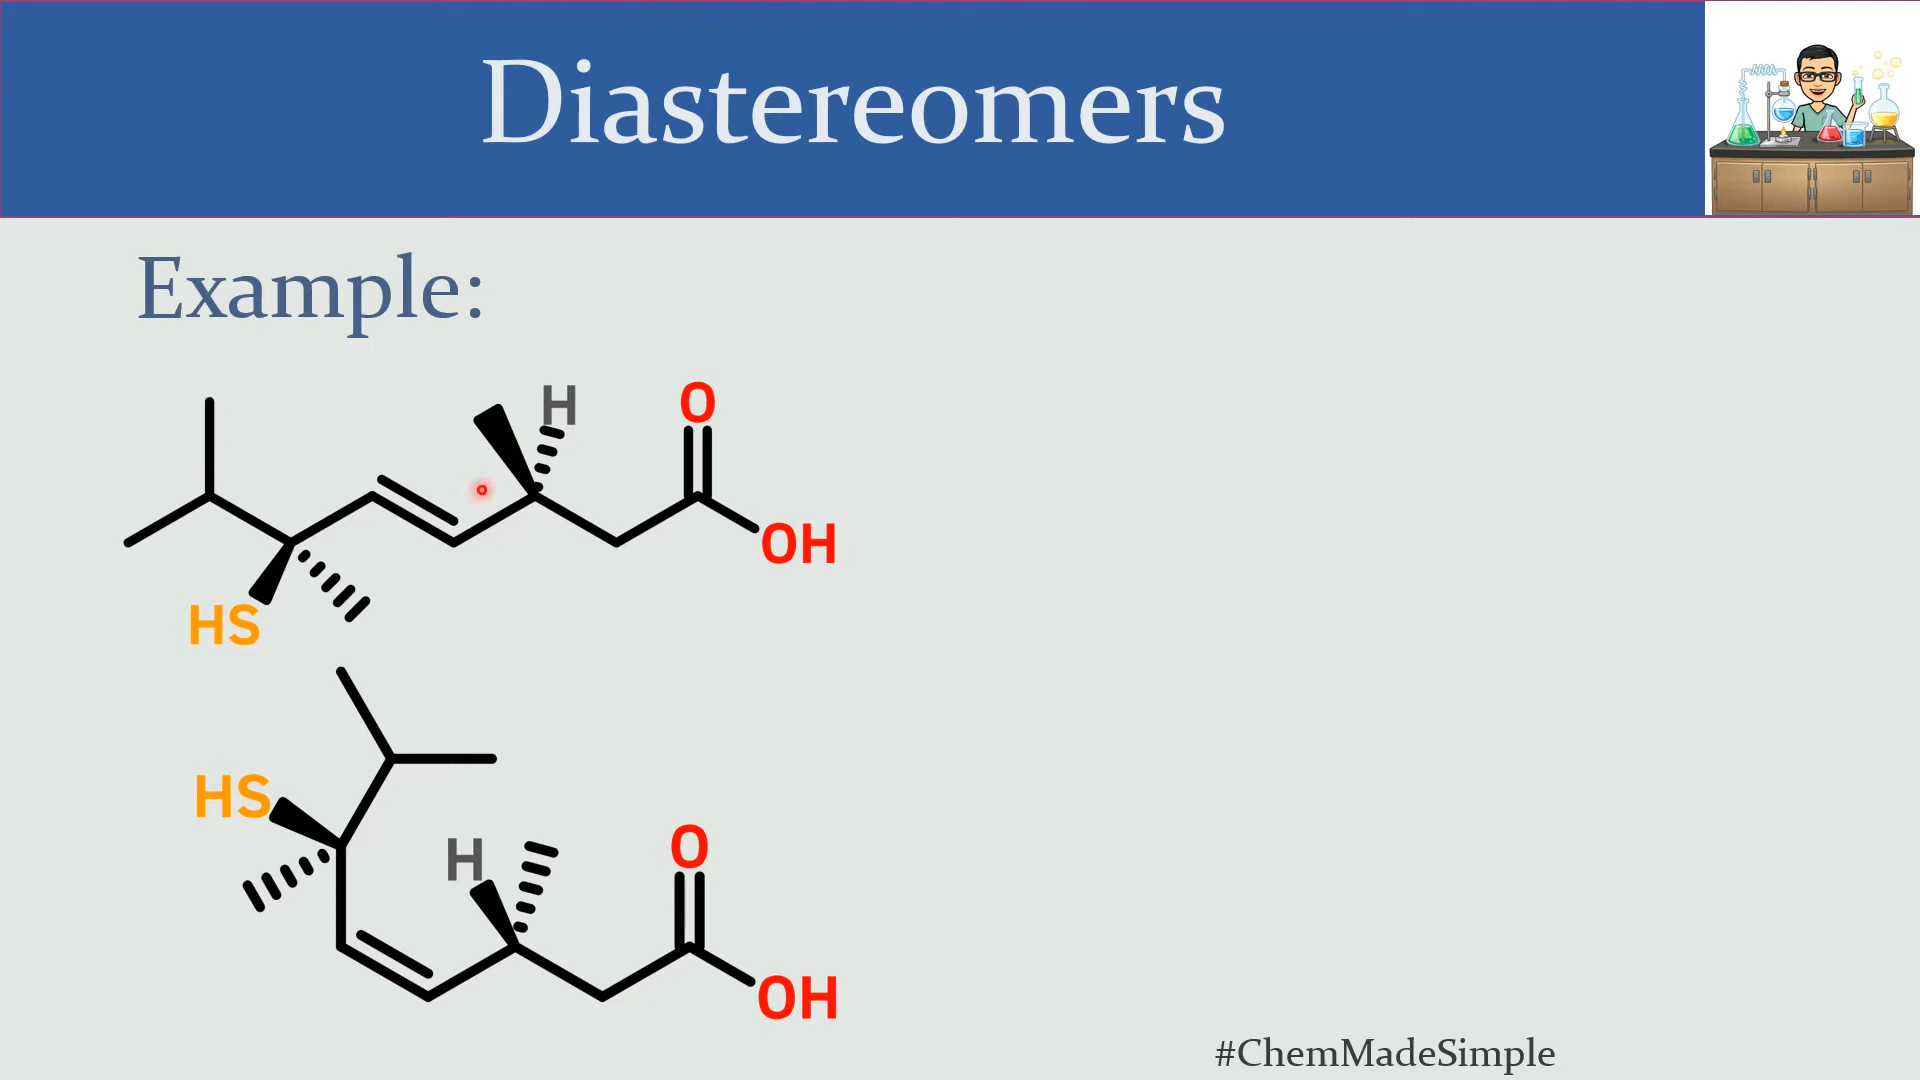 Diastereomers
Example:
H
O
OH
HS
HS
H
O
OH
#ChemMadeSimple